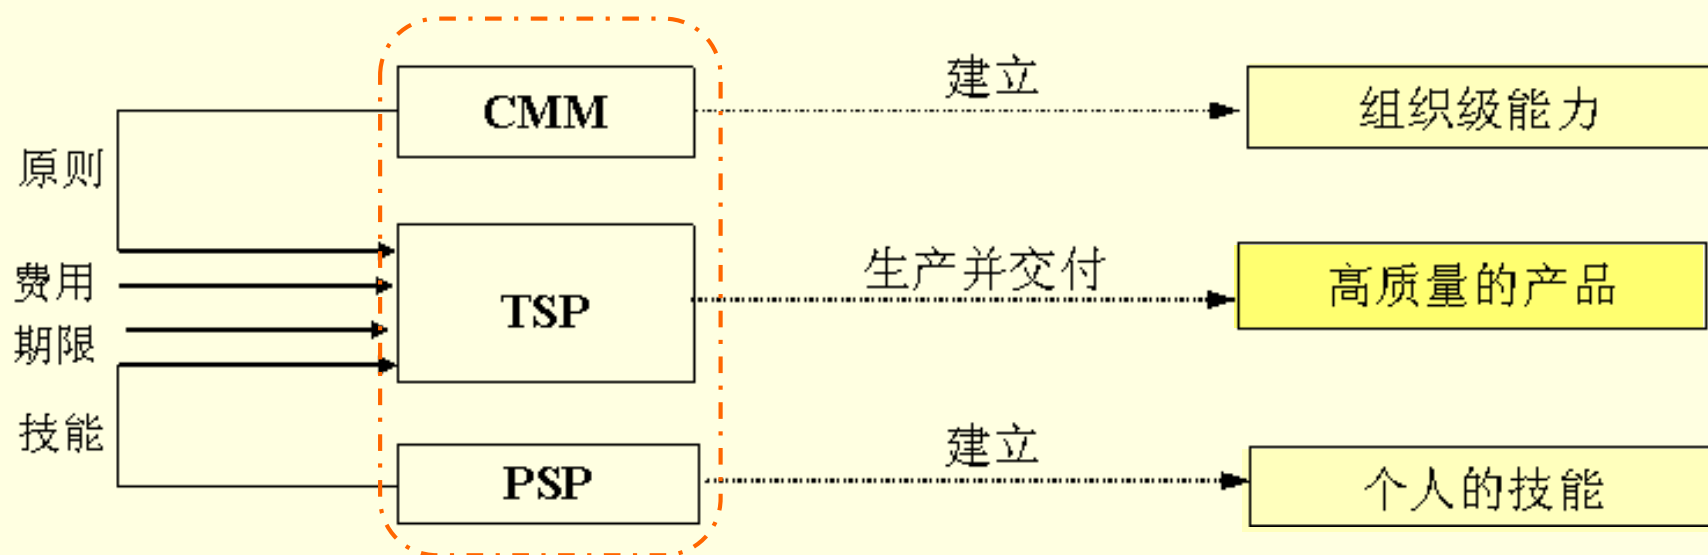 CMM
建立
组织级能力
原则
费用
期限
技能
TSP
生产并交付
高质量的产品
PSP
建立
个人的技能